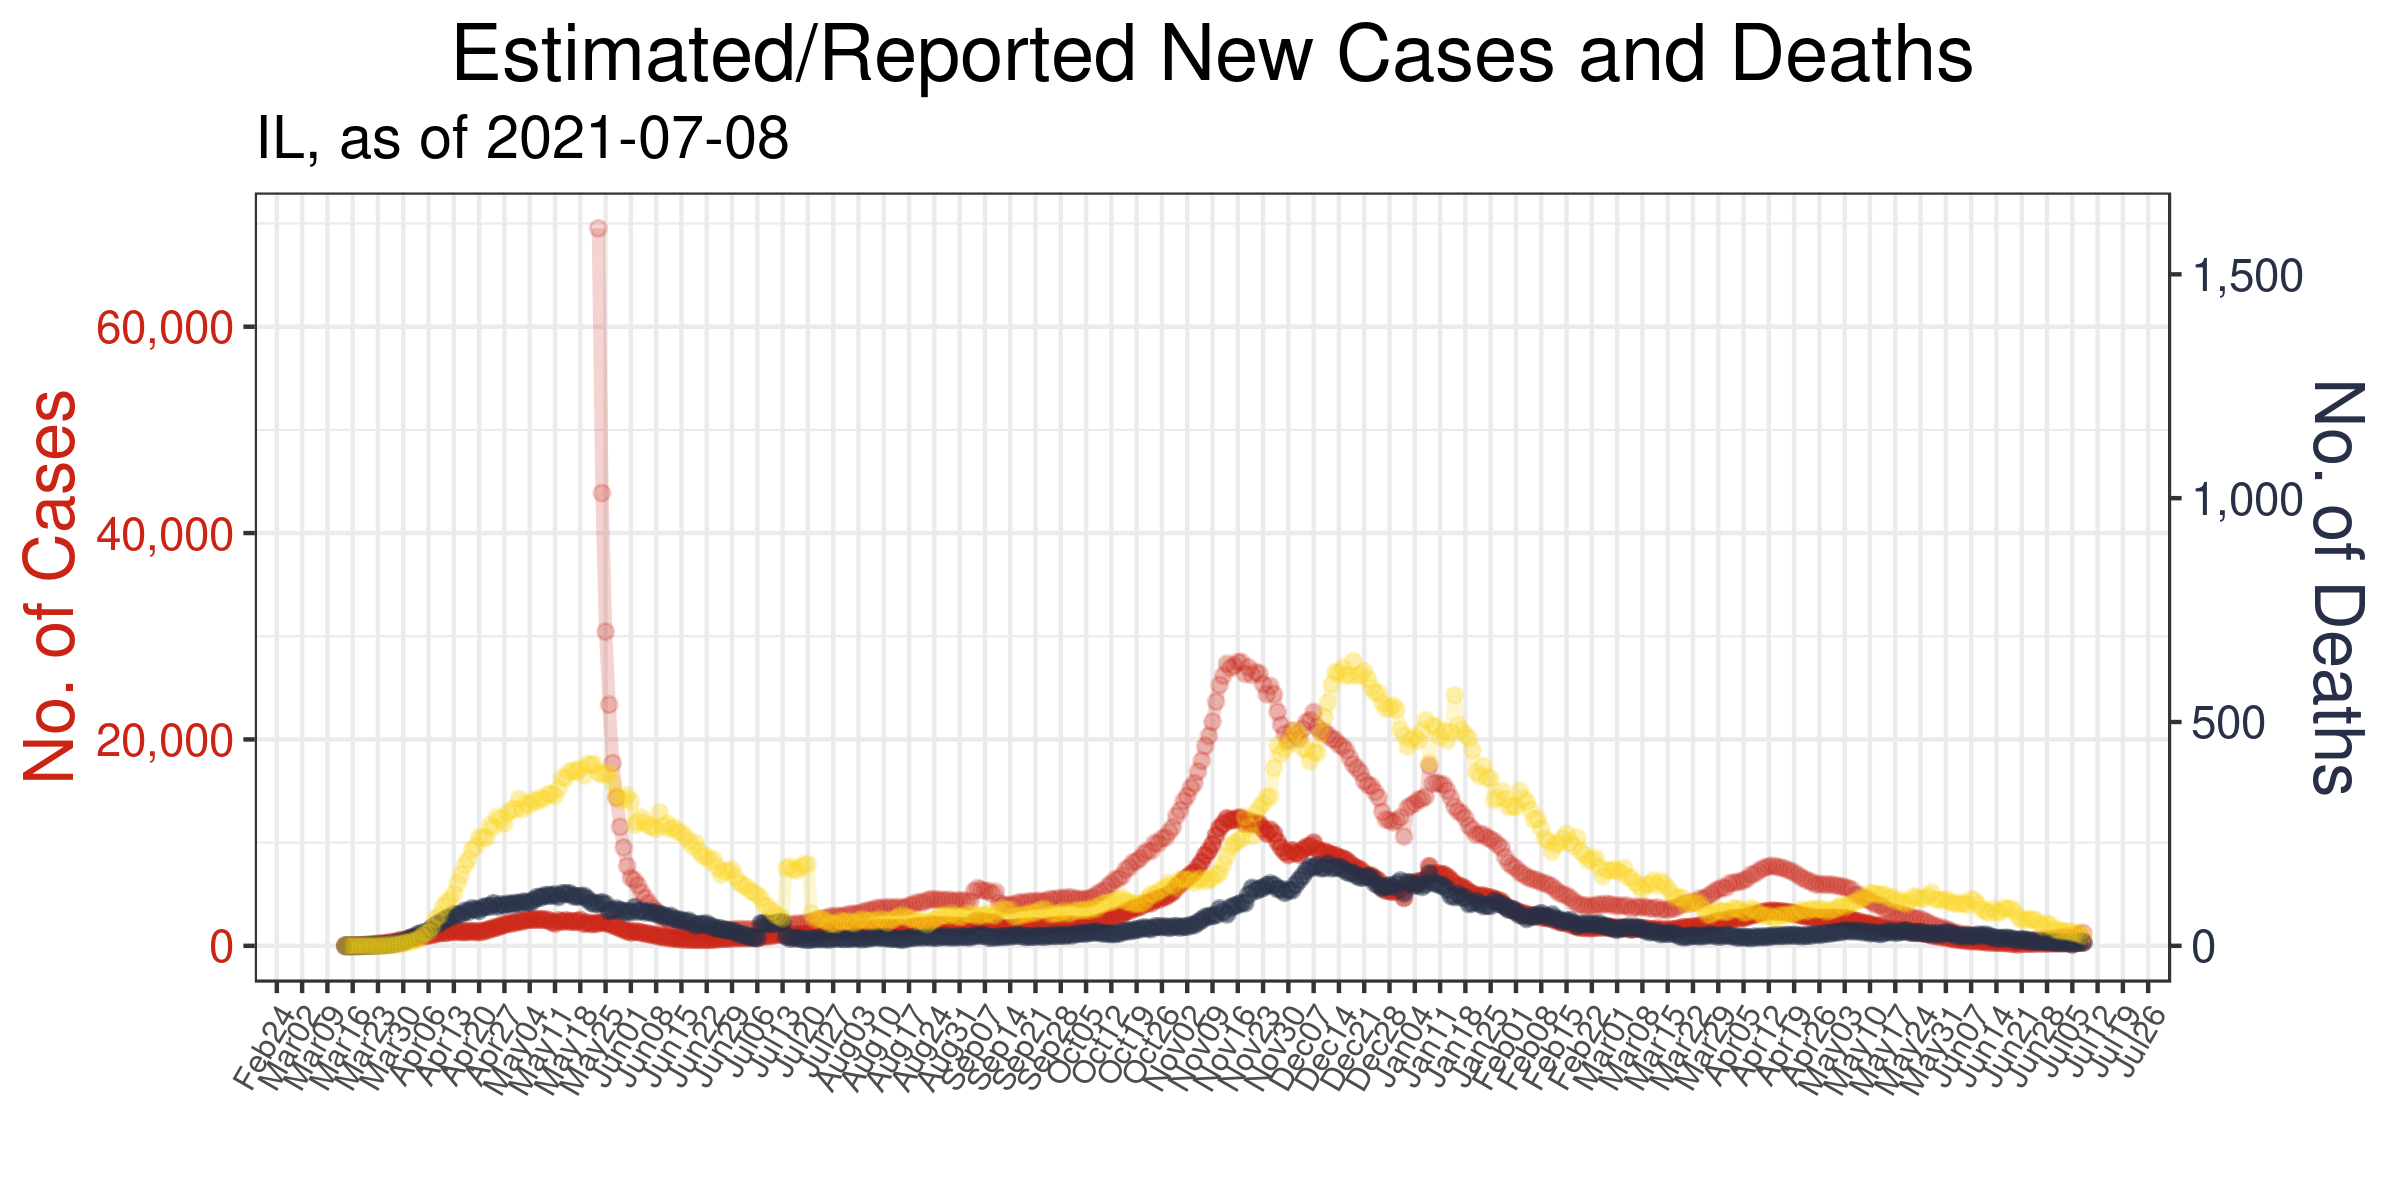 Estimated/Reported New Cases and Deaths
IL, as of 2021-07-08
No. of Cases
60,000
40,000
20,000
0
1,500
1,000
500
0
No. of Deaths
Feb24
Mar02
Mar09
Mar16
Mar23
Mar30
Apr06
Apr13
Apr20
Apr27
May04
May11
May18
May25
Jun01
Jun08
Jun15
Jun22
Jun29
Jul06
Jul13
Jul20
Jul27
Aug03
Aug10
Aug17
Aug24
Aug31
Sep07
Sep14
Sep21
Sep28
Oct05
Oct12
Oct19
Oct26
Nov02
Nov09
Nov16
Nov23
Nov30
Dec07
Dec14
Dec21
Dec28
Jan04
Jan11
Jan18
Jan25
Feb01
Feb08
Feb15
Feb22
Mar01
Mar08
Mar15
Mar22
Mar29
Apr05
Apr12
Apr19
Apr26
May03
May10
May17
May24
May31
Jun07
Jun14
Jun21
Jun28
Jul05
Jul12
Jul19
Jul26